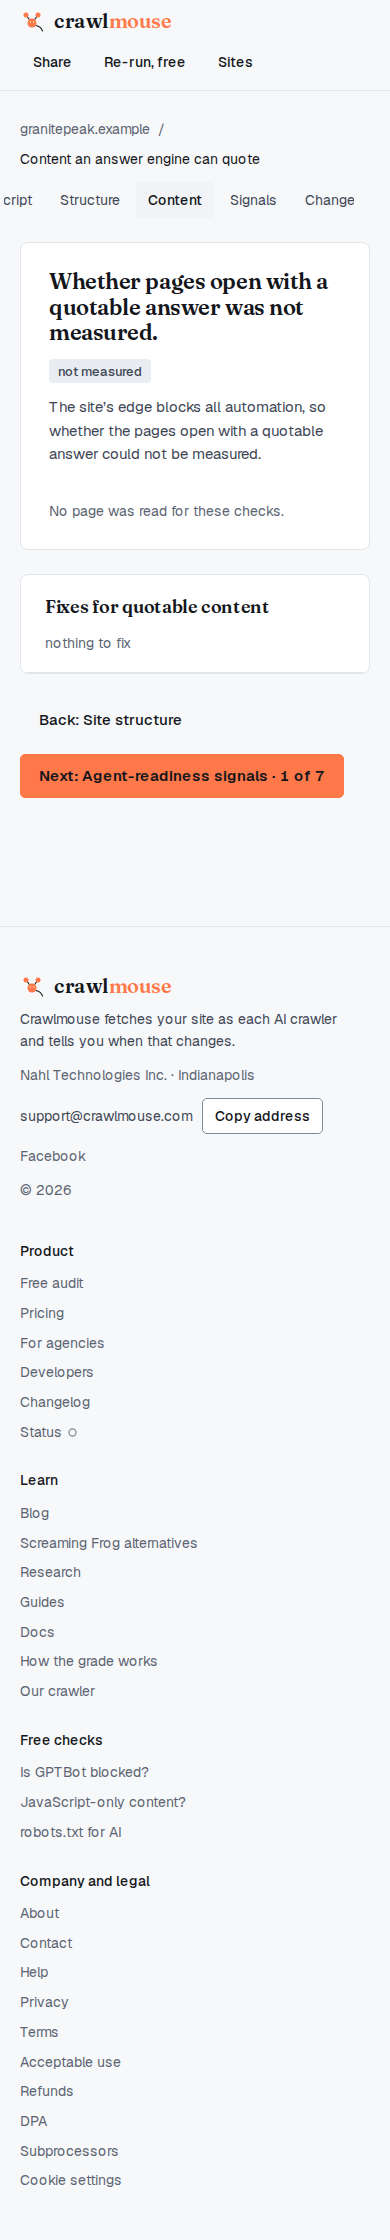 crawlmouse
Share Re-run, free Sites
granitepeak.example /
Content an answer engine can quote
cript Structure Content Signals Change
Whether pages open with a
quotable answer was not
measured.
not measured
The site's edge blocks all automation, so
whether the pages open with a quotable
answer could not be measured.
No page was read for these checks.
Fixes for quotable content
nothing to fix
Back: Site structure
Next: Agent-readiness signals · 1 of 7
crawlmouse
Crawlmouse fetches your site as each AI crawler
and tells you when that changes.
Nahl Technologies Inc. · Indianapolis
support@crawlmouse.com Copy address
Facebook
© 2026
Product
Free audit
Pricing
For agencies
Developers
Changelog
Status
Learn
Blog
Screaming Frog alternatives
Research
Guides
Docs
How the grade works
Our crawler
Free checks
Is GPTBot blocked?
JavaScript-only content?
robots.txt for AI
Company and legal
About
Contact
Help
Privacy
Terms
Acceptable use
Refunds
DPA
Subprocessors
Cookie settings